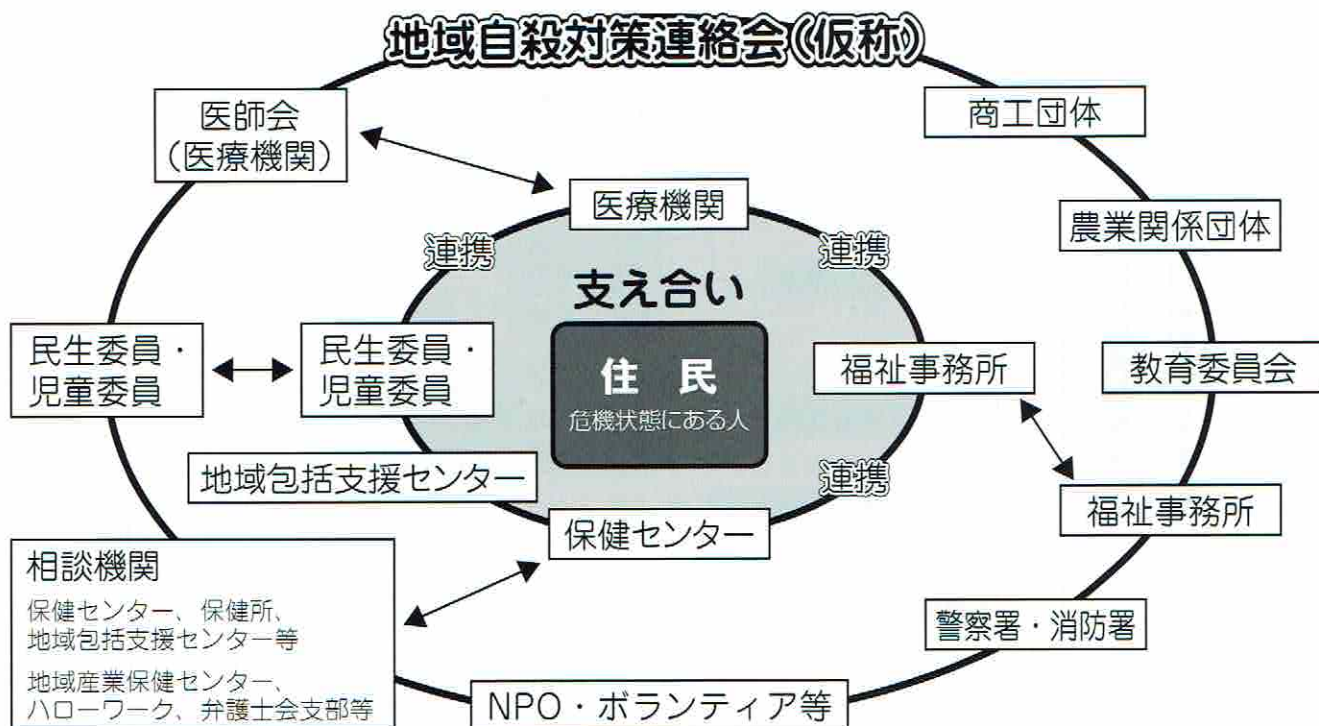 地域自殺対策連絡会(仮称)
医師会
(医療機関)
商工団体
医療機関
農業関係団体
連携
連携
支え合い
民生委員・
児童委員
民生委員・
児童委員
住 民
危機状態にある人
福祉事務所
教育委員会
地域包括支援センター
連携
福祉事務所
保健センター
相談機関
保健センター、保健所、
地域包括支援センター等
地域産業保健センター、
ハローワーク、弁護士会支部等
警察署・消防署
NPO・ボランティア等